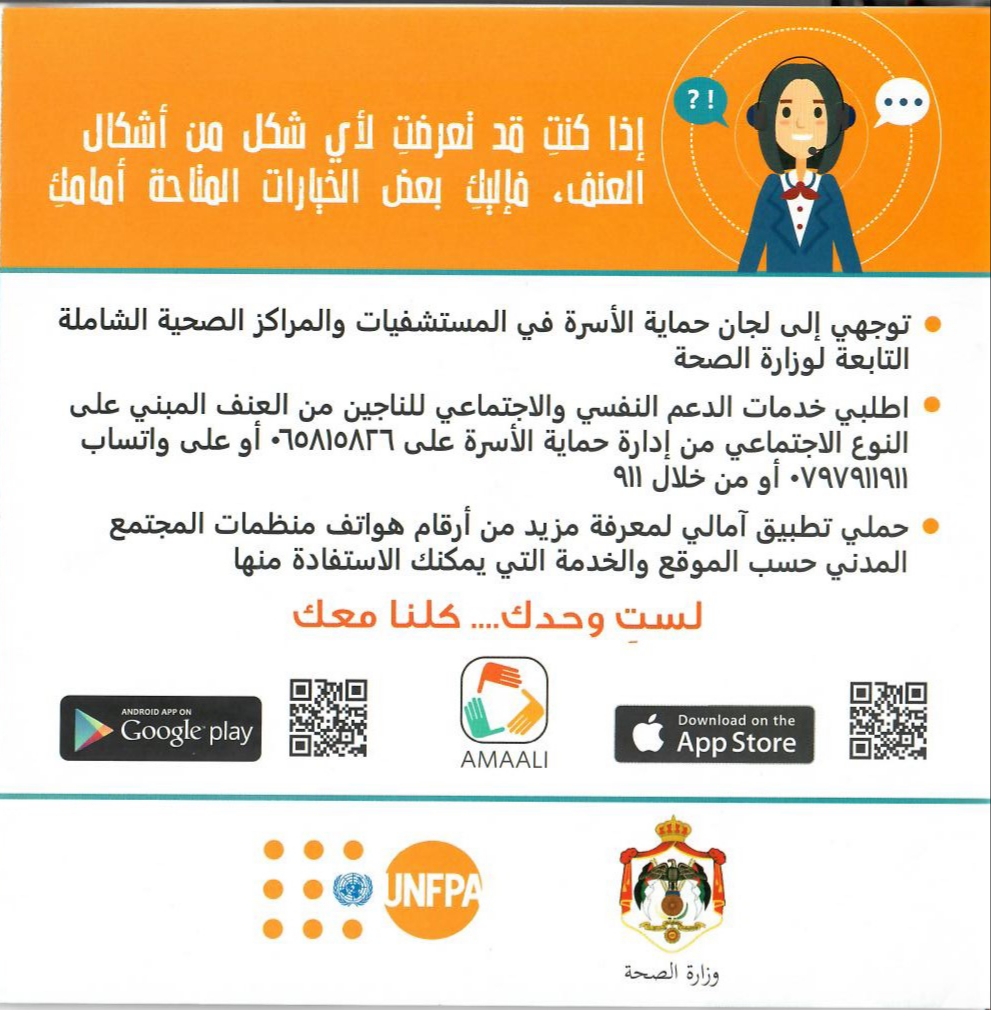 ?!
إذا كنتِ قد تعرضتِ لأي شكل من أشكال
العنف، فإليكِ بعض الخيارات المتاحة أمامكِ
توجهي إلى لجان حماية الأسرة في المستشفيات والمراكز الصحية الشاملة
التابعة لوزارة الصحة
اطلبي خدمات الدعم النفسي والاجتماعي للناجين من العنف المبني على
النوع الاجتماعي من إدارة حماية الأسرة على ٠٦٥٨١٥٨٢٦ أو على واتساب
٠٧٩٧٩١١٩١١ أو من خلال ٩١١
حملي تطبيق آمالي لمعرفة مزيد من أرقام هواتف منظمات المجتمع
المدني حسب الموقع والخدمة التي يمكنك الاستفادة منها
لستِ وحدك.... كلنا معك
Download on the
App Store
AMAALI
ANDROID APP ON
Google play
وزارة الصحة
UNFPA